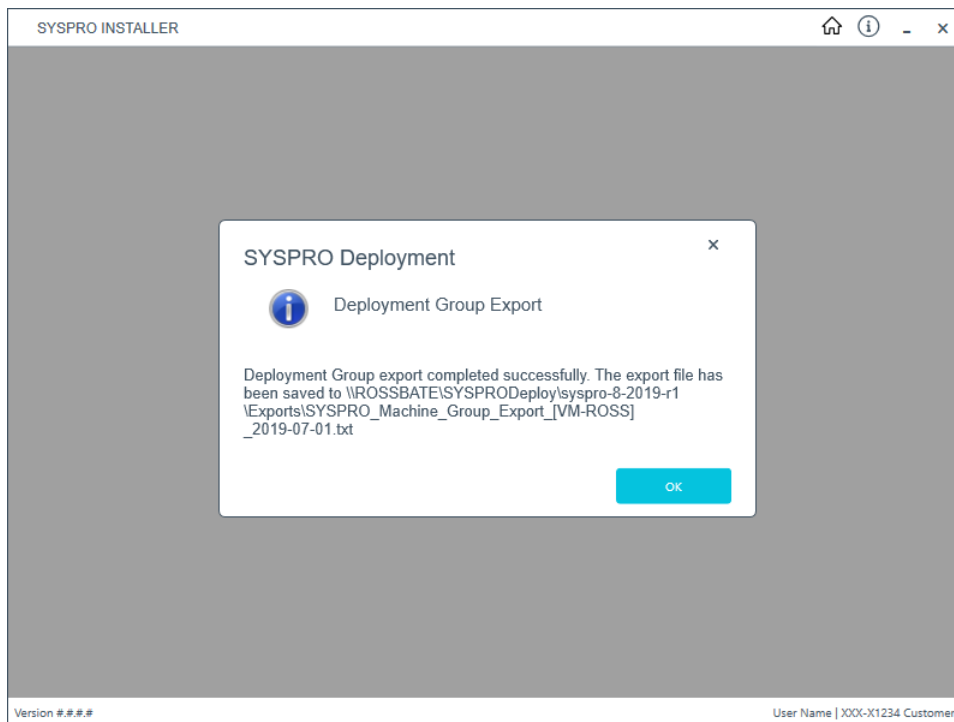 SYSPRO INSTALLER
SYSPRO Deployment
Deployment Group Export
Deployment Group export completed successfully. The export file has
been saved to \\ROSSBATE\SYSPRODeploy\syspro-8-2019-r1
\Exports\SYSPRO_Machine_Group_Export_[VM-ROSS]
_2019-07-01.txt
OK
Version #.#.#.#
User Name | XXX-X1234 Customer